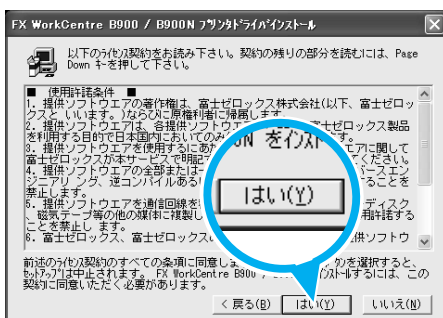 FX WorkCentre B900 / B900N プリンタドライバインストール
以下のライセンス契約をお読み下さい。契約の残りの部分を読むには、Page
Down キーを押して下さい。
■ 使用許諾条件 ■
1. 提供ソフトウエアの著作権は、富士ゼロックス株式会社(以下、富士ゼロッ
クスと いいます。)ならびに原権利者に帰属します。
2. 提供ソフトウエアは、各提供ソフトウエ 士ゼロックス製品
を利用する目的で日本国内においてのみ
3. 提供ソフトウエアを使用するにあた エアに関して
富士ゼロックスが本サービスで明記 ください。
4. 提供ソフトウエアの全部または一 バースエン
ジニアリング、逆コンパイルある ることを
禁止します。
5. 提供ソフトウエアを通信回線を ディスク
、磁気テープ等の他の媒体に複製し 用許諾する
ことを禁止し ます。
6. 富士ゼロックス、富士ゼロックス 供ソフトウ
N をインスト
はい(Y)
前述のライセンス契約のすべての条項に同意し を選択すると、
セットアップは中止されます。 FX WorkCentre B900 / ンストールするには、この
契約に同意いただく必要があります。
< 戻る(B) はい(Y) いいえ(N)